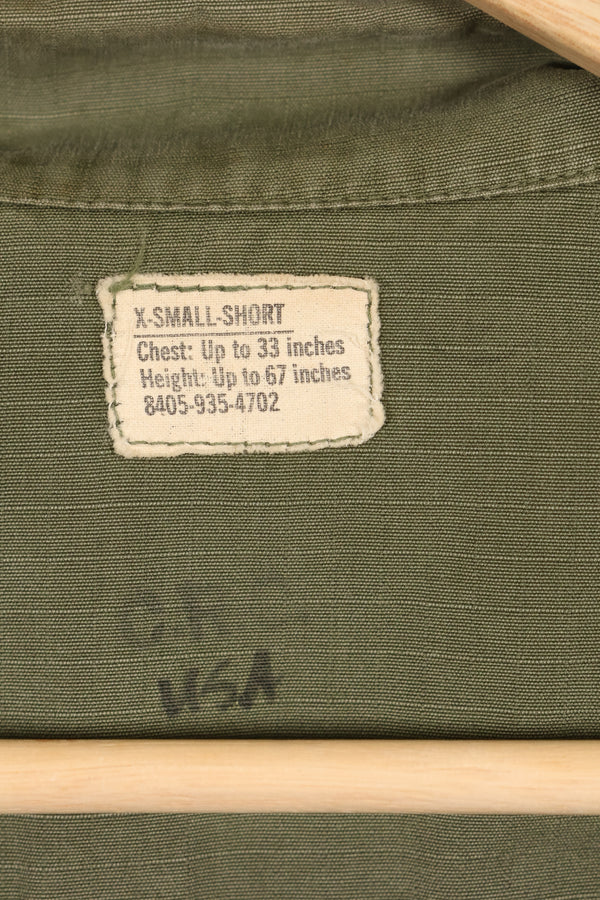 X-SMALL-SHORT
Chest: Up to 33 inches
Height: Up to 67 inches
8405-935-4702
USA